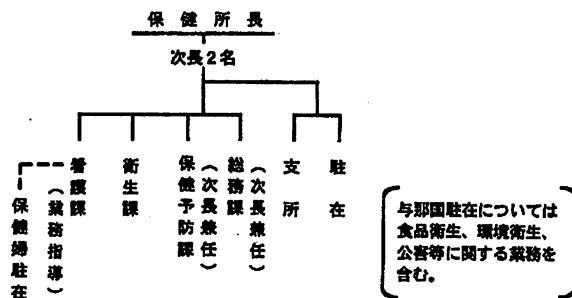 保健所長
次長2名
駐在
支所
総務課
(次長兼任)
保健予防課
(次長兼任)
衛生課
看護課
(業務指導)
保健婦駐在
与那国駐在については
食品衛生、環境衛生、
公害等に関する業務を
含む。